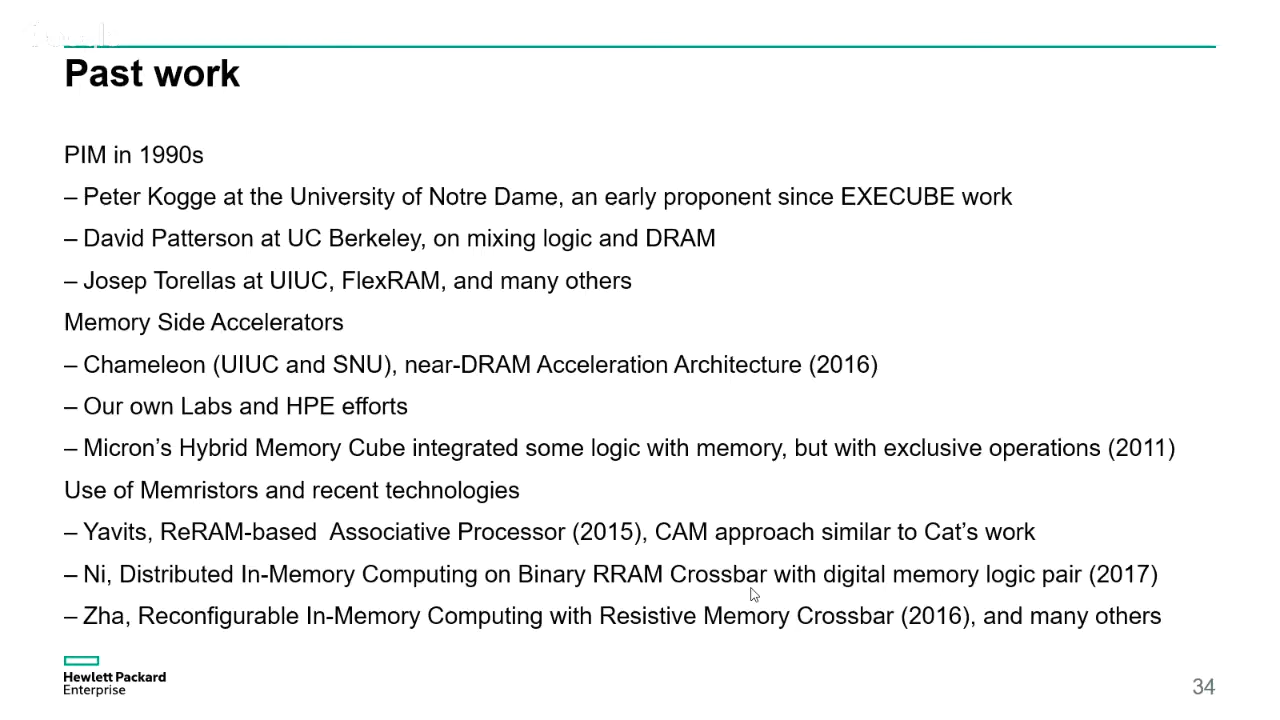 Past work
PIM in 1990s
– Peter Kogge at the University of Notre Dame, an early proponent since EXECUBE work
– David Patterson at UC Berkeley, on mixing logic and DRAM
– Josep Torellas at UIUC, FlexRAM, and many others
Memory Side Accelerators
– Chameleon (UIUC and SNU), near-DRAM Acceleration Architecture (2016)
– Our own Labs and HPE efforts
– Micron’s Hybrid Memory Cube integrated some logic with memory, but with exclusive operations (2011)
Use of Memristors and recent technologies
– Yavits, ReRAM-based  Associative Processor (2015), CAM approach similar to Cat’s work
– Ni, Distributed In-Memory Computing on Binary RRAM Crossbar with digital memory logic pair (2017)
– Zha, Reconfigurable In-Memory Computing with Resistive Memory Crossbar (2016), and many others
Hewlett Packard
Enterprise
34